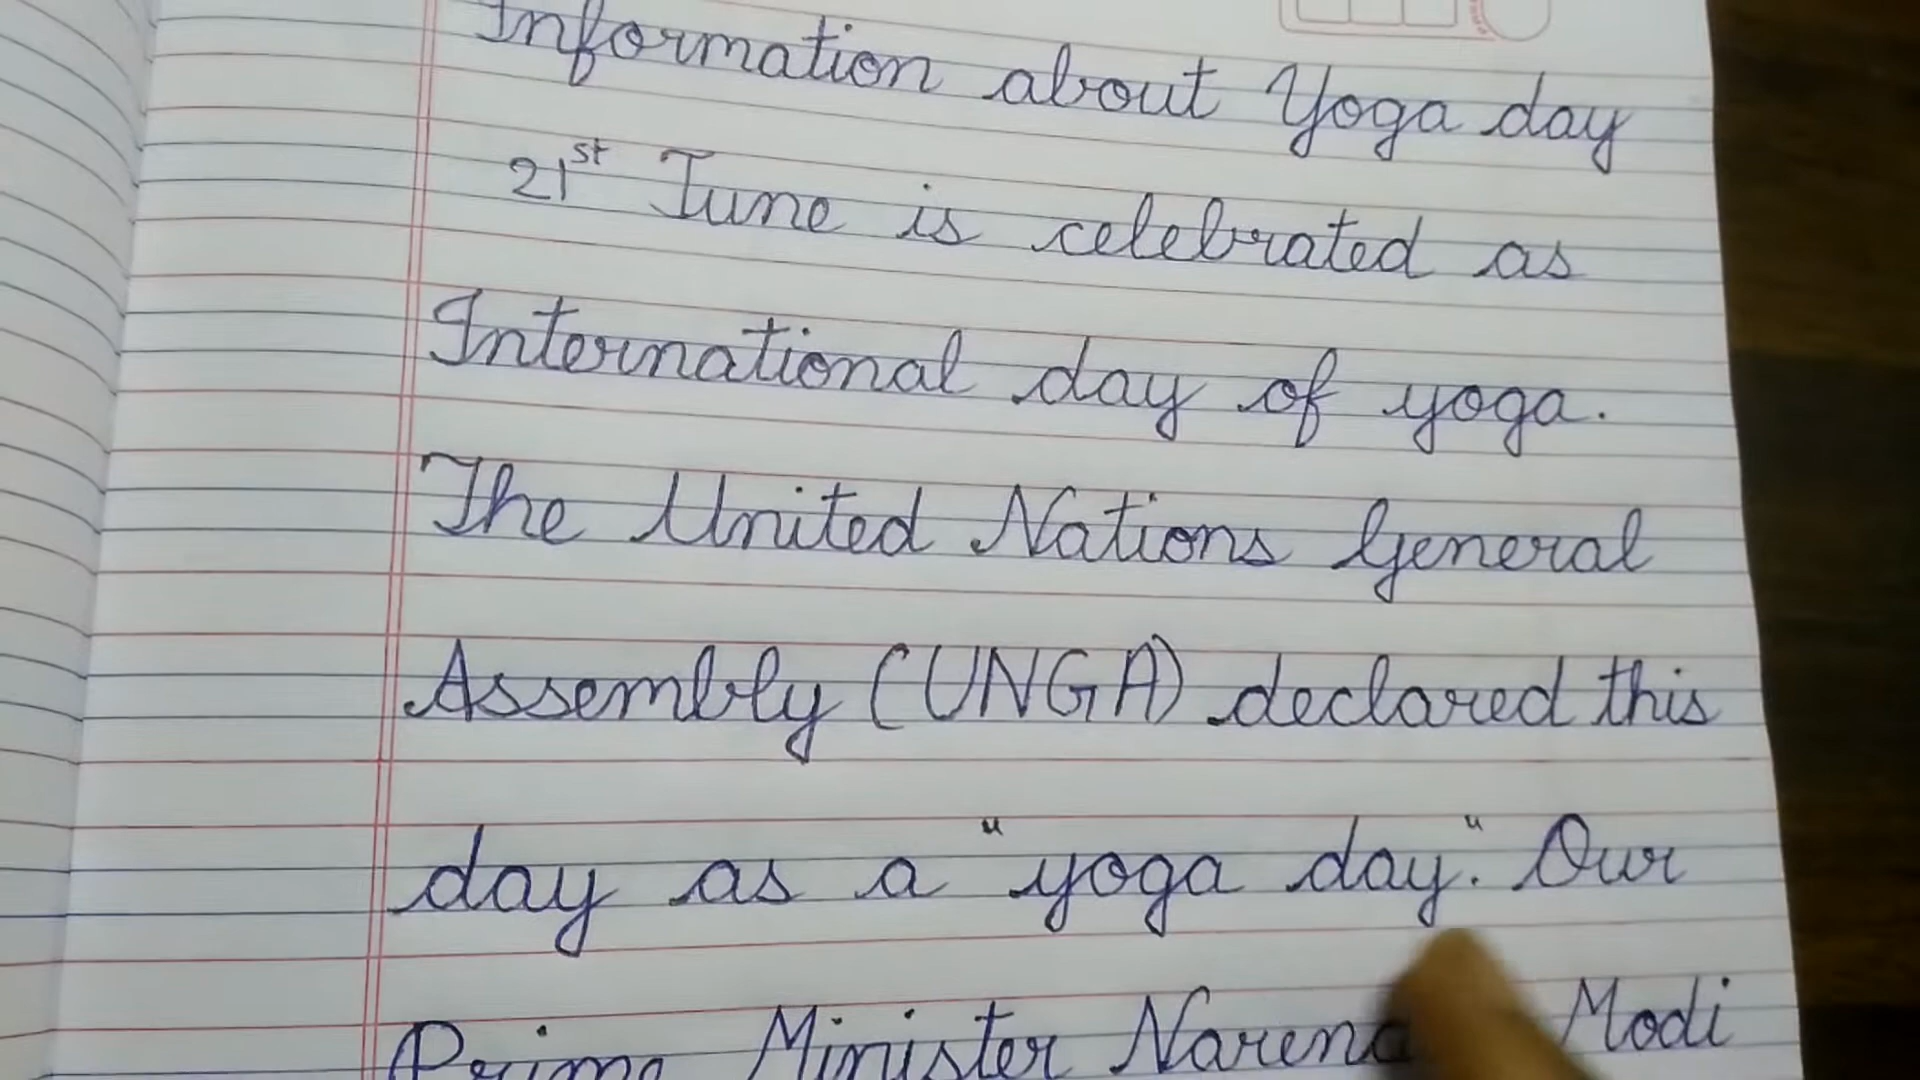 Information about Yoga day
21st June is celebrated as
International day of yoga.
The United Nations General
Assembly (UNGA) declared this
day as a "yoga day". Our
Prime Minister Modi